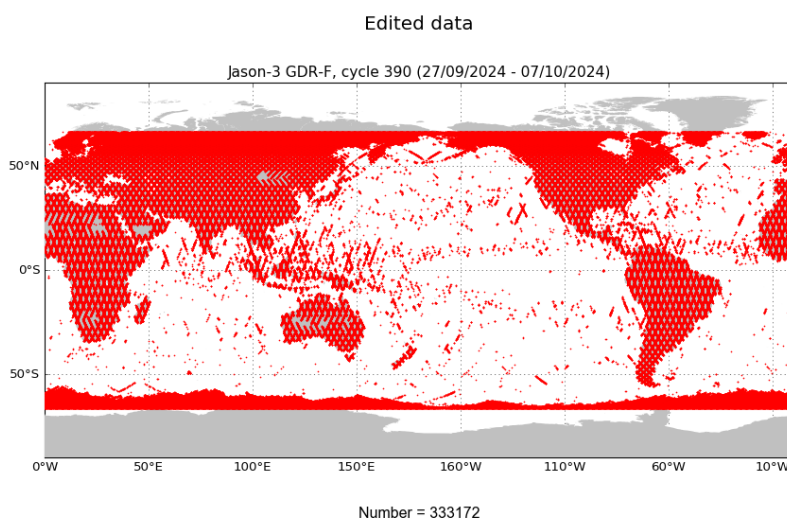 Edited data
Jason-3 GDR-F, cycle 390 (27/09/2024 - 07/10/2024)
50°N
0°S
50°S
0°W 50°E 100°E 150°E 160°W 110°W 60°W 10°W
Number = 333172